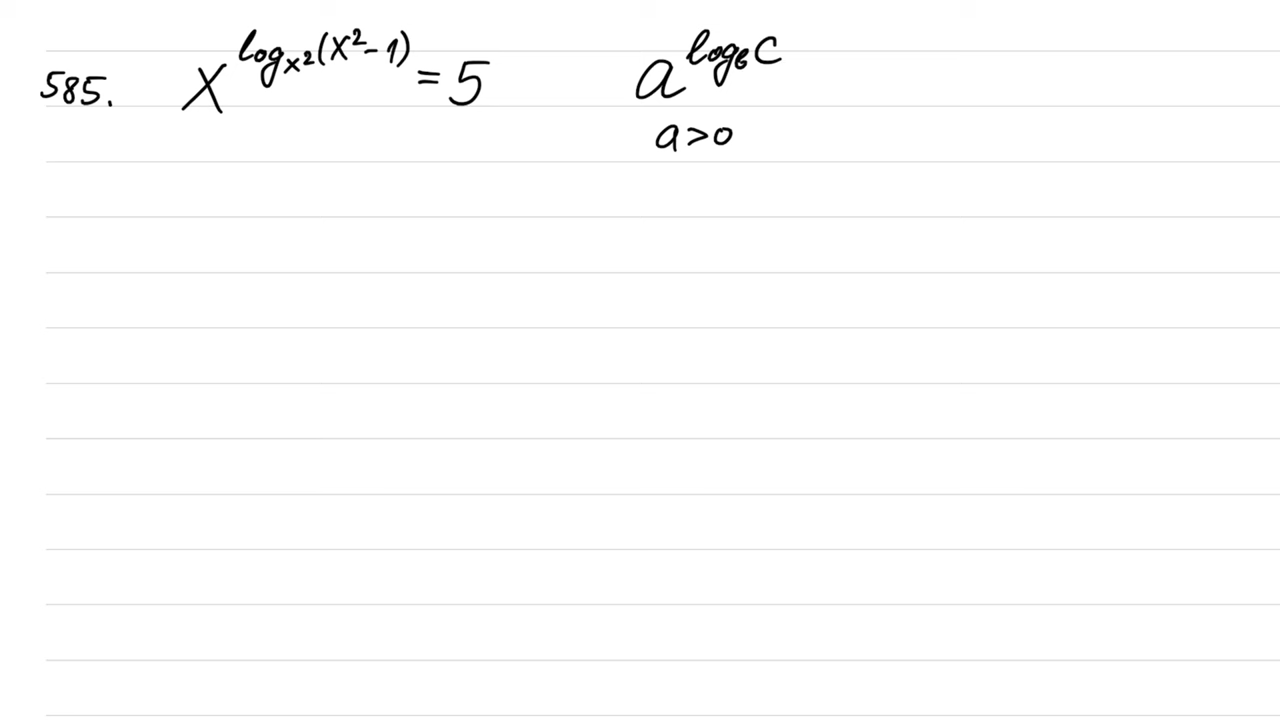 585. x^{log_{x²}(x²-1)} = 5 a^{log_b c}
a>0